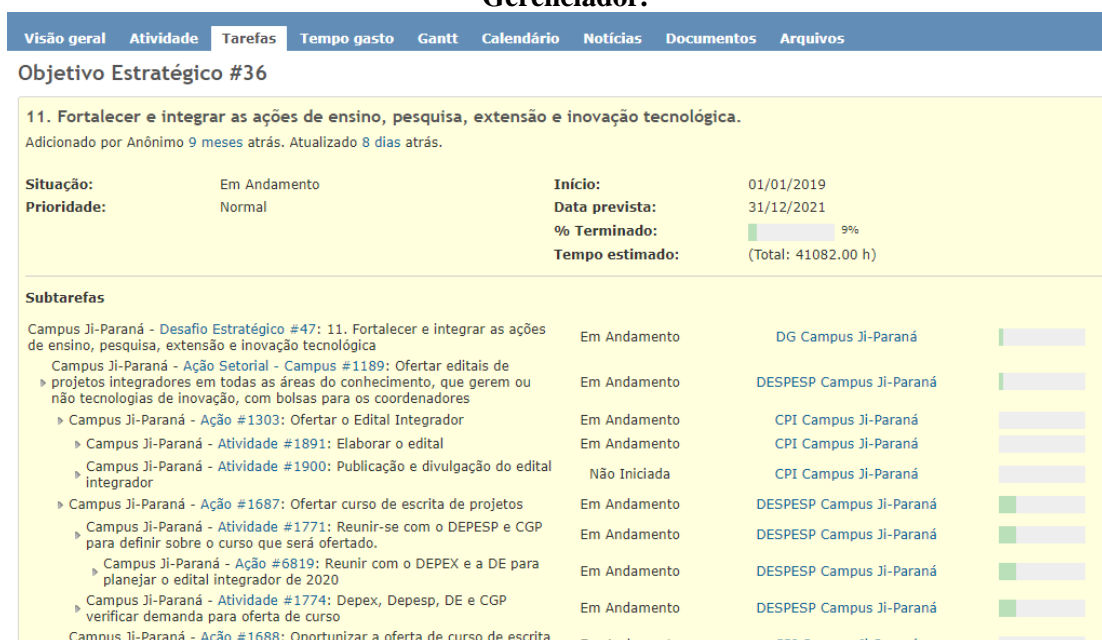 Gerenciador.
Visão geral Atividade Tarefas Tempo gasto Gantt Calendário Notícias Documentos Arquivos
Objetivo Estratégico #36
11. Fortalecer e integrar as ações de ensino, pesquisa, extensão e inovação tecnológica.
Adicionado por Anônimo 9 meses atrás. Atualizado 8 dias atrás.
Situação: Em Andamento Início: 01/01/2019
Prioridade: Normal Data prevista: 31/12/2021
% Terminado: 9%
Tempo estimado: (Total: 41082.00 h)
Subtarefas
Campus Ji-Paraná - Desafio Estratégico #47: 11. Fortalecer e integrar as ações
de ensino, pesquisa, extensão e inovação tecnológica Em Andamento DG Campus Ji-Paraná
Campus Ji-Paraná - Ação Setorial - Campus #1189: Ofertar editais de
projetos integradores em todas as áreas do conhecimento, que gerem ou Em Andamento DESPESP Campus Ji-Paraná
não tecnologias de inovação, com bolsas para os coordenadores
Campus Ji-Paraná - Ação #1303: Ofertar o Edital Integrador Em Andamento CPI Campus Ji-Paraná
Campus Ji-Paraná - Atividade #1891: Elaborar o edital Em Andamento CPI Campus Ji-Paraná
Campus Ji-Paraná - Atividade #1900: Publicação e divulgação do edital
integrador Não Iniciada CPI Campus Ji-Paraná
Campus Ji-Paraná - Ação #1687: Ofertar curso de escrita de projetos Em Andamento DESPESP Campus Ji-Paraná
Campus Ji-Paraná - Atividade #1771: Reunir-se com o DEPESP e CGP
para definir sobre o curso que será ofertado. Em Andamento DESPESP Campus Ji-Paraná
Campus Ji-Paraná - Ação #6819: Reunir com o DEPEX e a DE para
planejar o edital integrador de 2020 Em Andamento DESPESP Campus Ji-Paraná
Campus Ji-Paraná - Atividade #1774: Depex, Depesp, DE e CGP
verificar demanda para oferta de curso Em Andamento DESPESP Campus Ji-Paraná
Campus Ji-Paraná - Ação #1688: Oportunizar a oferta de curso de escrita